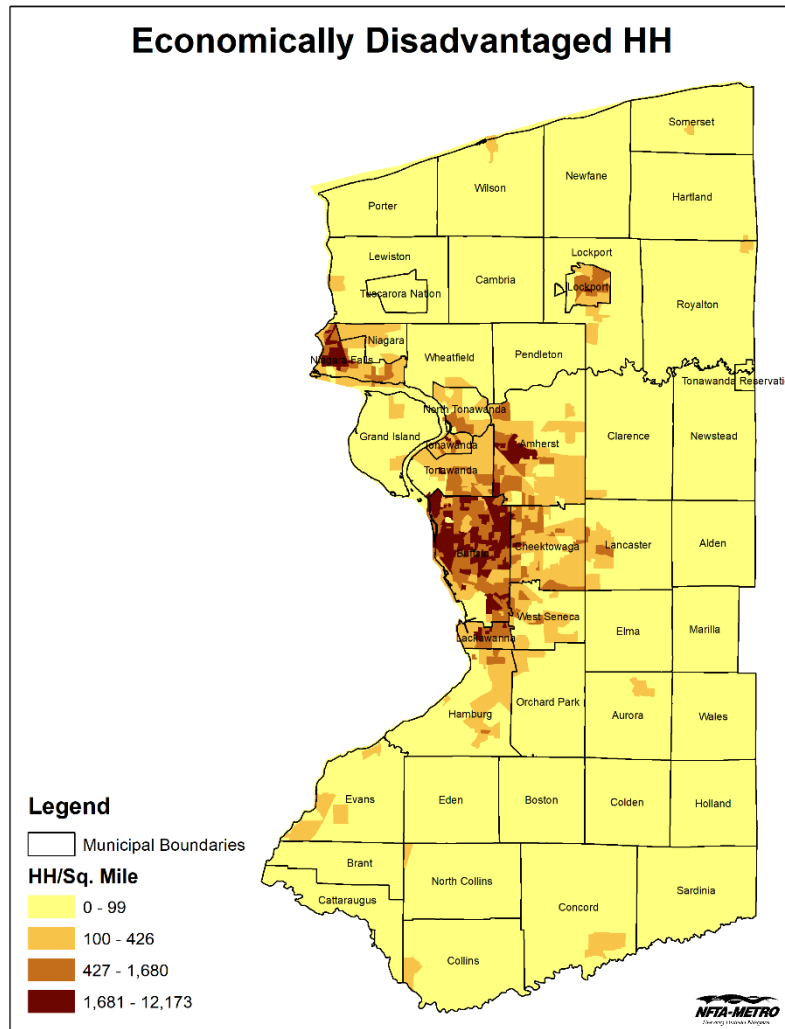 Economically Disadvantaged HH
Somerset
Newfane
Wilson
Hartland
Porter
Lewiston
Lockport
Cambria
Tuscarora Nation
Lockport
Royalton
Niagara
Niagara Falls
Wheatfield
Pendleton
Tonawanda Reservati
North Tonawanda
Grand Island
Tonawanda
Amherst
Clarence
Newstead
Tonawanda
Buffalo
Cheektowaga
Lancaster
Alden
West Seneca
Elma
Marilla
Lackawanna
Orchard Park
Hamburg
Aurora
Wales
Evans
Eden
Boston
Colden
Holland
Brant
North Collins
Cattaraugus
Concord
Sardinia
Collins
Legend
Municipal Boundaries
HH/Sq. Mile
0 - 99
100 - 426
427 - 1,680
1,681 - 12,173
NFTA-METRO